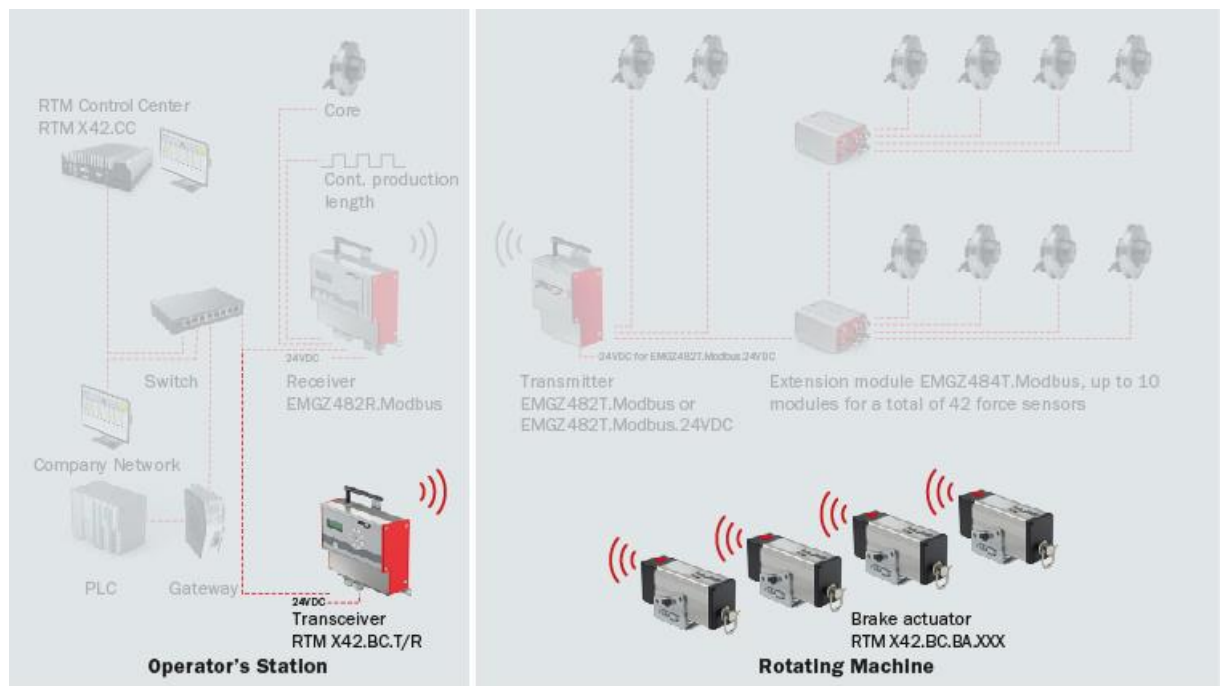 RTM Control Center
RTM X42.CC
Core
Cont. production
length
24VDC
Switch
Receiver
EMGZ482R.Modbus
Company Network
PLC
Gateway
24VDC
Transceiver
RTM X42.BC.T/R
Operator's Station
24VDC for EMGZ482T.Modbus.24VDC
Transmitter
EMGZ482T.Modbus or
EMGZ482T.Modbus.24VDC
Extension module EMGZ484T.Modbus, up to 10
modules for a total of 42 force sensors
Brake actuator
RTM X42.BC.BA.XXX
Rotating Machine